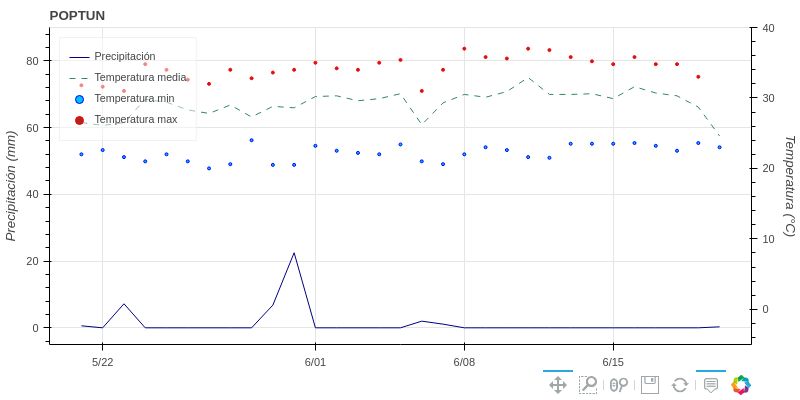 POPTUN
Precipitación
Temperatura media
Temperatura min
Temperatura max
Precipitación (mm)
80
60
40
20
0
Temperatura (°C)
40
30
20
10
0
5/22
6/01
6/08
6/15